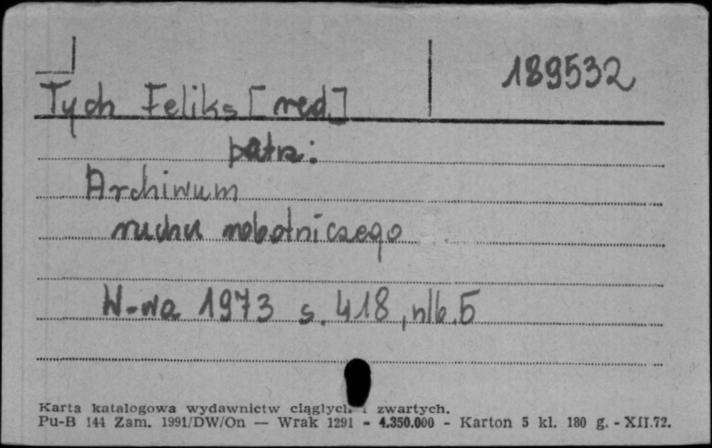 189532
Tych Feliks [red.]
patrz:
Archiwum
ruchu robotniczego
W-wa 1973 s. 418, nlb. 5
Karta katalogowa wydawnictw ciągłych i zwartych.
Pu-B 144 Zam. 1991/DW/On — Wrak 1291 - 4.350.000 - Karton 5 kl. 180 g. - XII.72.